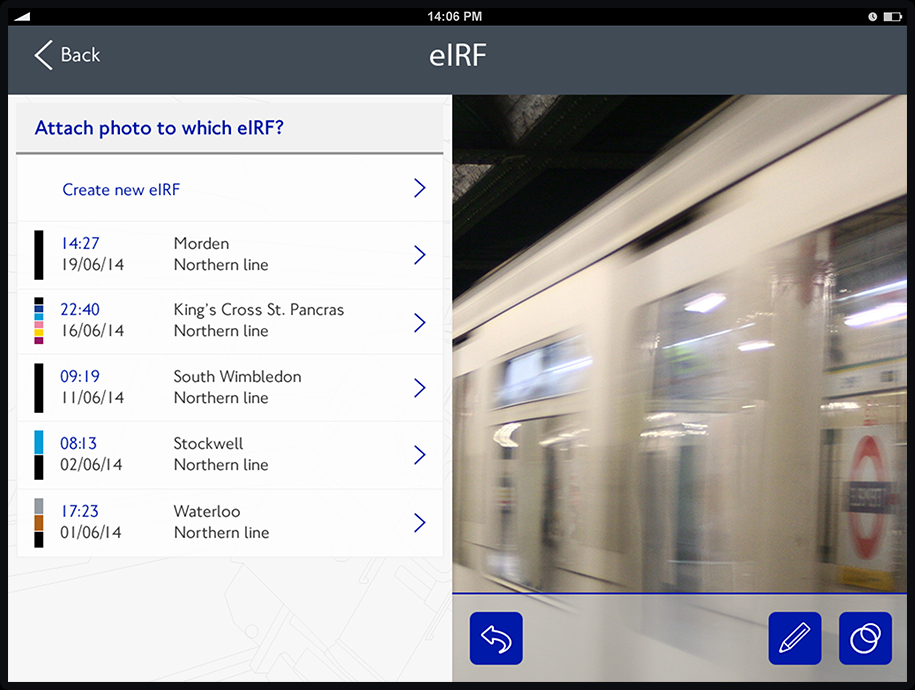 14:06 PM
Back
eIRF
Attach photo to which eIRF?
Create new eIRF
14:27 Morden
19/06/14 Northern line
22:40 King's Cross St. Pancras
16/06/14 Northern line
09:19 South Wimbledon
11/06/14 Northern line
08:13 Stockwell
02/06/14 Northern line
17:23 Waterloo
01/06/14 Northern line